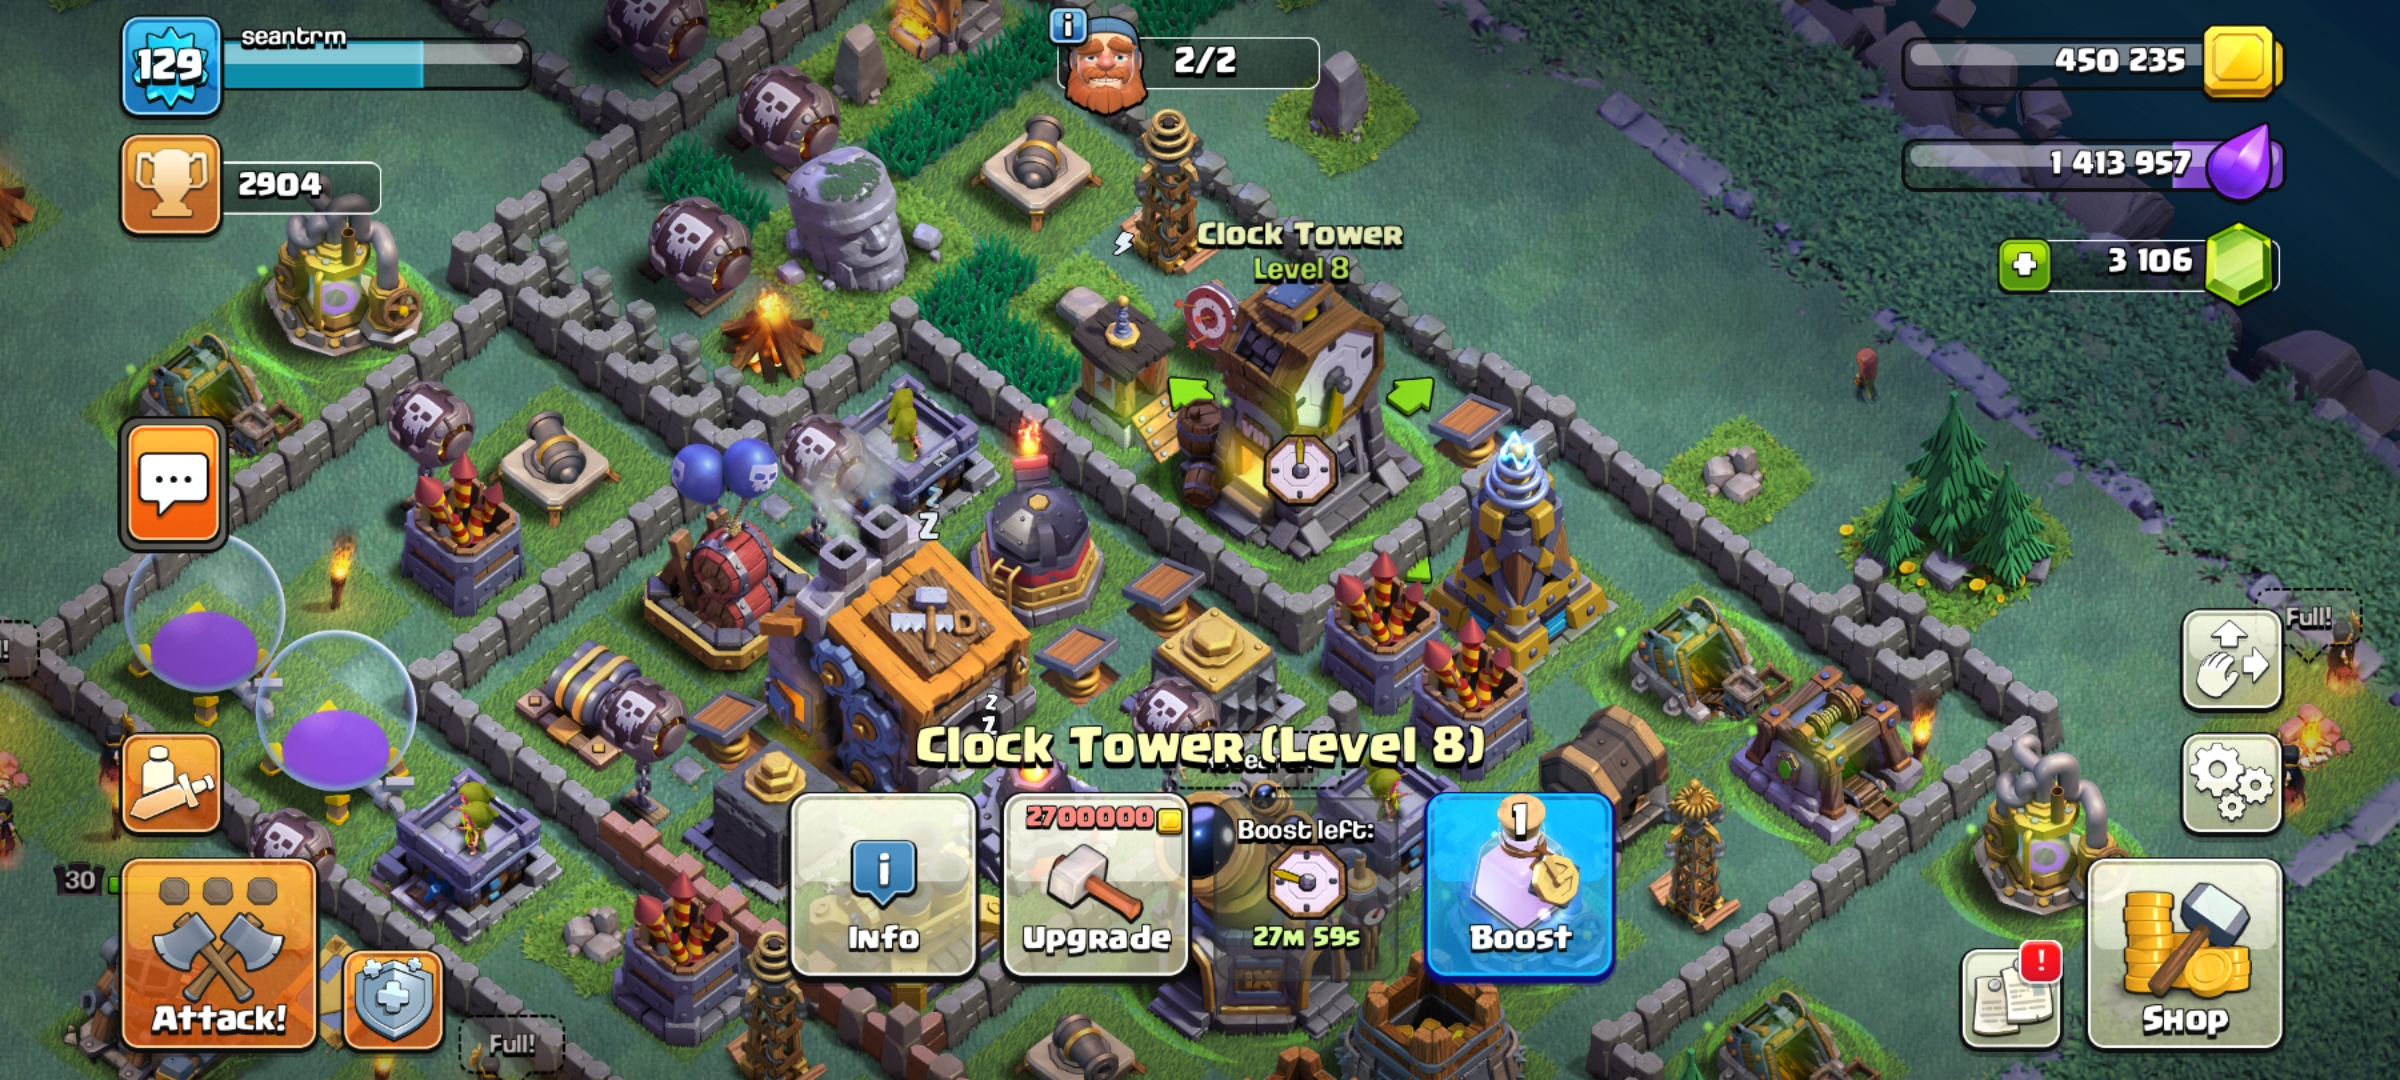 129
seantrm
2/2
450 235
2904
1 413 957
Clock Tower
Level 8
3 106
z
z
Z
Full!
z
z
Clock Tower (Level 8)
2700000
Boost left:
1
30
Info
Upgrade
27m 59s
Boost
!
Attack!
Shop
Full!